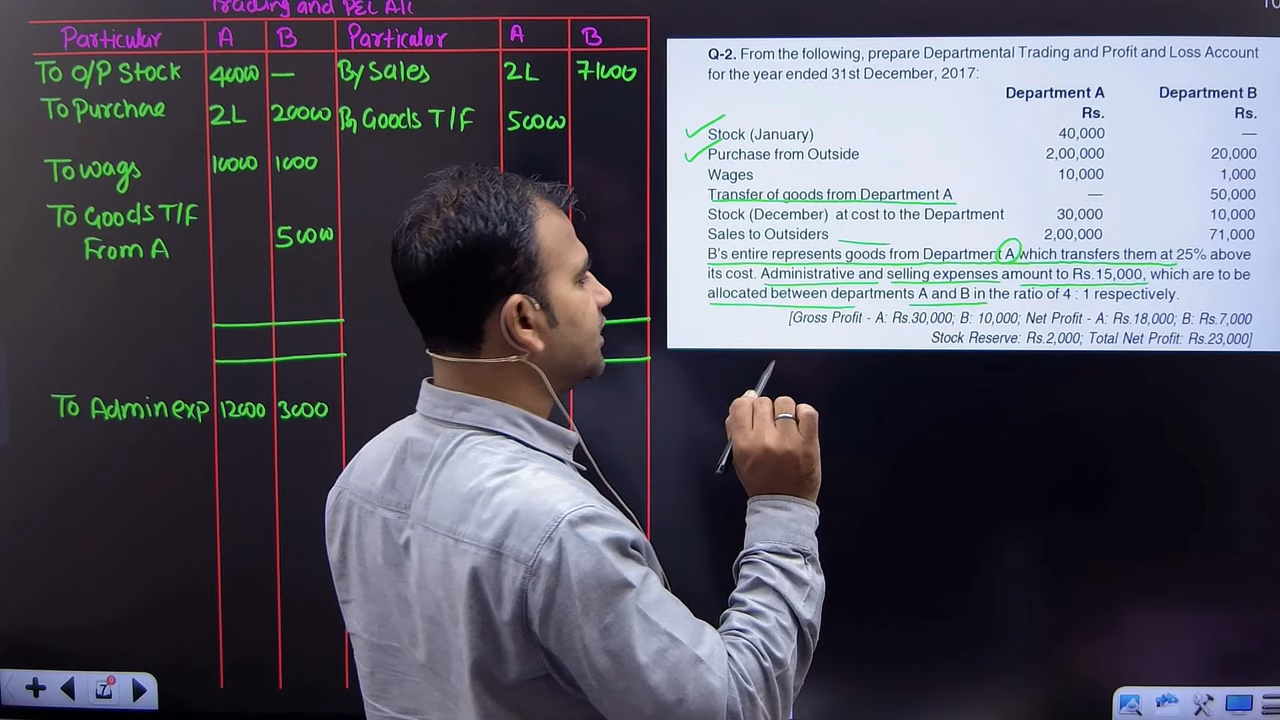 Trading and P&L A/c
Particular A B Particular A B
To O/P Stock 40000 — By Sales 2L 71000
To Purchase 2L 20000 By Goods T/F 50000
To wags 10000 1000
To Goods T/F
From A 50000
To Admin exp 12000 3000
Q-2. From the following, prepare Departmental Trading and Profit and Loss Account
for the year ended 31st December, 2017:
Department A Department B
Rs. Rs.
Stock (January) 40,000 —
Purchase from Outside 2,00,000 20,000
Wages 10,000 1,000
Transfer of goods from Department A — 50,000
Stock (December) at cost to the Department 30,000 10,000
Sales to Outsiders 2,00,000 71,000
B's entire represents goods from Department A which transfers them at 25% above
its cost. Administrative and selling expenses amount to Rs.15,000, which are to be
allocated between departments A and B in the ratio of 4 : 1 respectively.
[Gross Profit - A: Rs.30,000; B: 10,000; Net Profit - A: Rs.18,000; B: Rs.7,000
Stock Reserve: Rs.2,000; Total Net Profit: Rs.23,000]